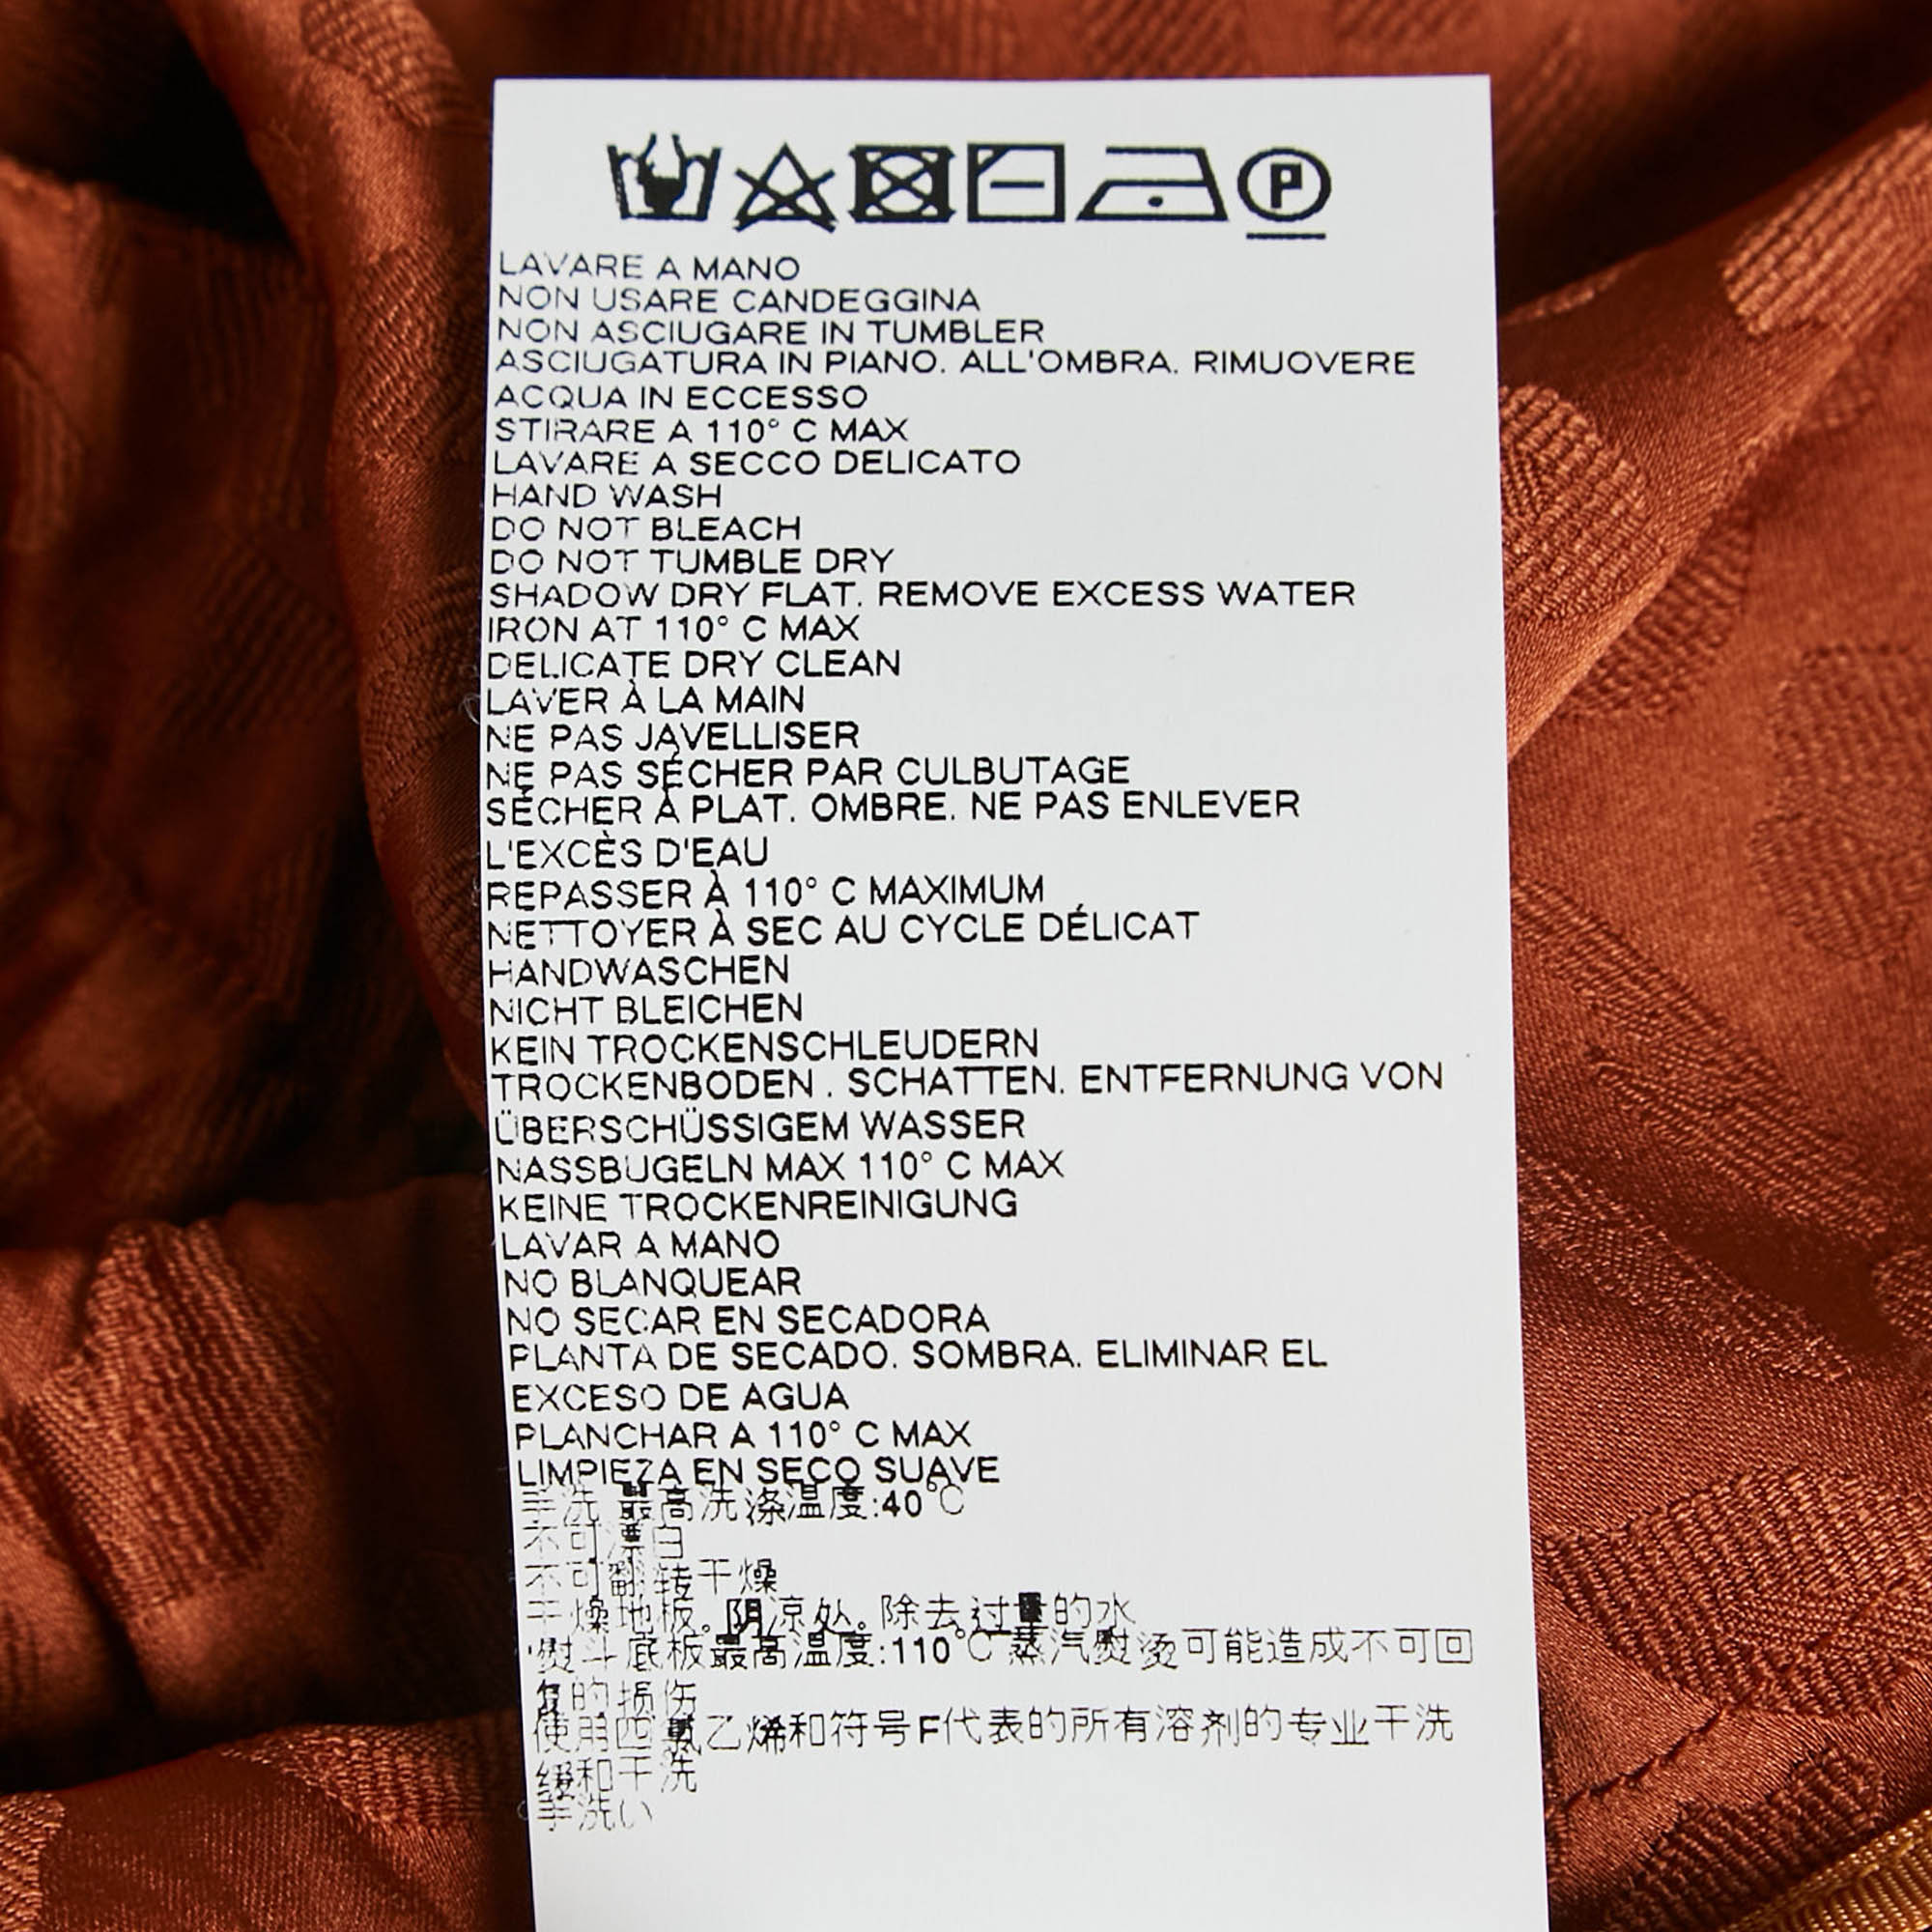 P
LAVARE A MANO
NON USARE CANDEGGINA
NON ASCIUGARE IN TUMBLER
ASCIUGATURA IN PIANO. ALL'OMBRA. RIMUOVERE
ACQUA IN ECCESSO
STIRARE A 110° C MAX
LAVARE A SECCO DELICATO
HAND WASH
DO NOT BLEACH
DO NOT TUMBLE DRY
SHADOW DRY FLAT. REMOVE EXCESS WATER
IRON AT 110° C MAX
DELICATE DRY CLEAN
LAVER À LA MAIN
NE PAS JAVELLISER
NE PAS SÉCHER PAR CULBUTAGE
SÉCHER À PLAT. OMBRE. NE PAS ENLEVER
L'EXCÈS D'EAU
REPASSER À 110° C MAXIMUM
NETTOYER À SEC AU CYCLE DÉLICAT
HANDWASCHEN
NICHT BLEICHEN
KEIN TROCKENSCHLEUDERN
TROCKENBODEN . SCHATTEN. ENTFERNUNG VON
ÜBERSCHÜSSIGEM WASSER
NASSBUGELN MAX 110° C MAX
KEINE TROCKENREINIGUNG
LAVAR A MANO
NO BLANQUEAR
NO SECAR EN SECADORA
PLANTA DE SECADO. SOMBRA. ELIMINAR EL
EXCESO DE AGUA
PLANCHAR A 110° C MAX
LIMPIEZA EN SECO SUAVE
手洗 最高洗涤温度:40℃
不可漂白
不可翻转干燥
干燥地板。阴凉处。除去过量的水
熨斗底板最高温度:110℃ 蒸汽熨烫可能造成不可回
复的损伤
使用四氯乙烯和符号F代表的所有溶剂的专业干洗
缓和干洗
手洗い